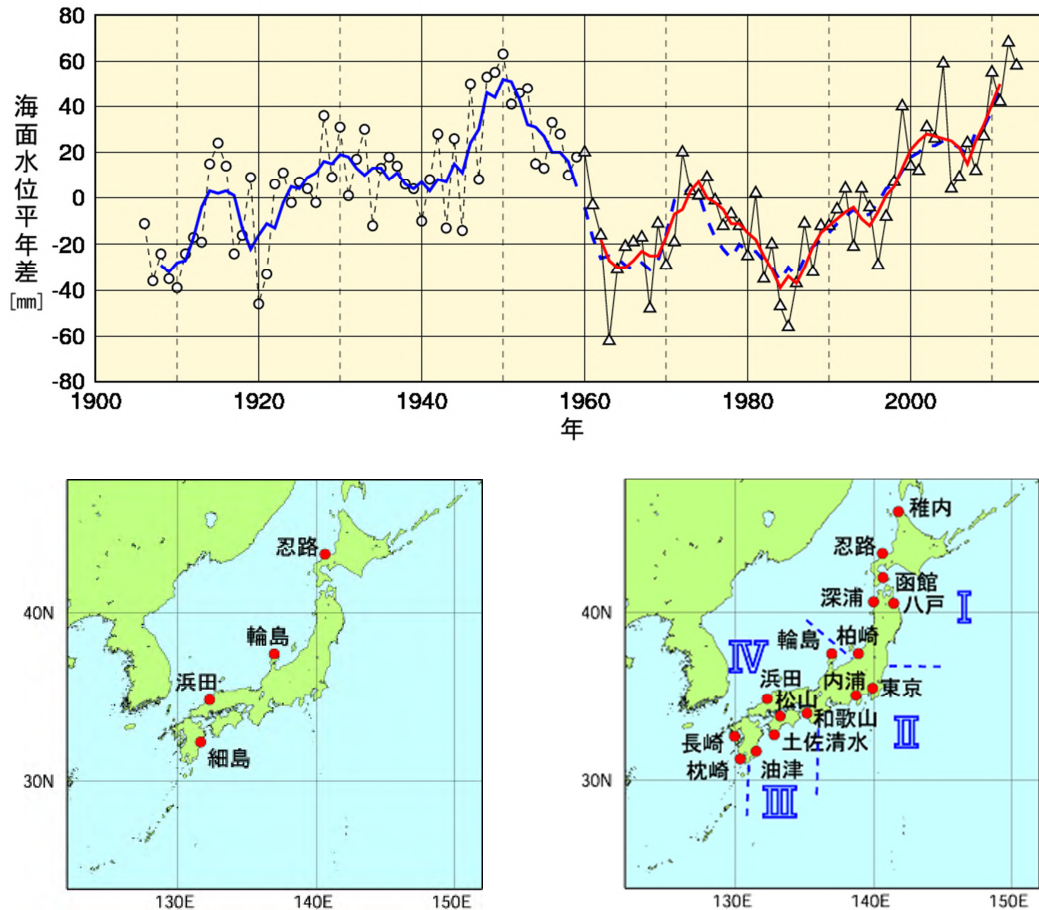 海面水位平年差
[mm]
80
60
40
20
0
-20
-40
-60
-80
1900
1920
1940
1960
1980
2000
年
忍路
輪島
浜田
細島
40N
30N
130E
140E
150E
稚内
忍路
函館
深浦
八戸
I
輪島
柏崎
IV
浜田
内浦
東京
松山
和歌山
II
長崎
土佐清水
枕崎
油津
III
40N
30N
130E
140E
150E